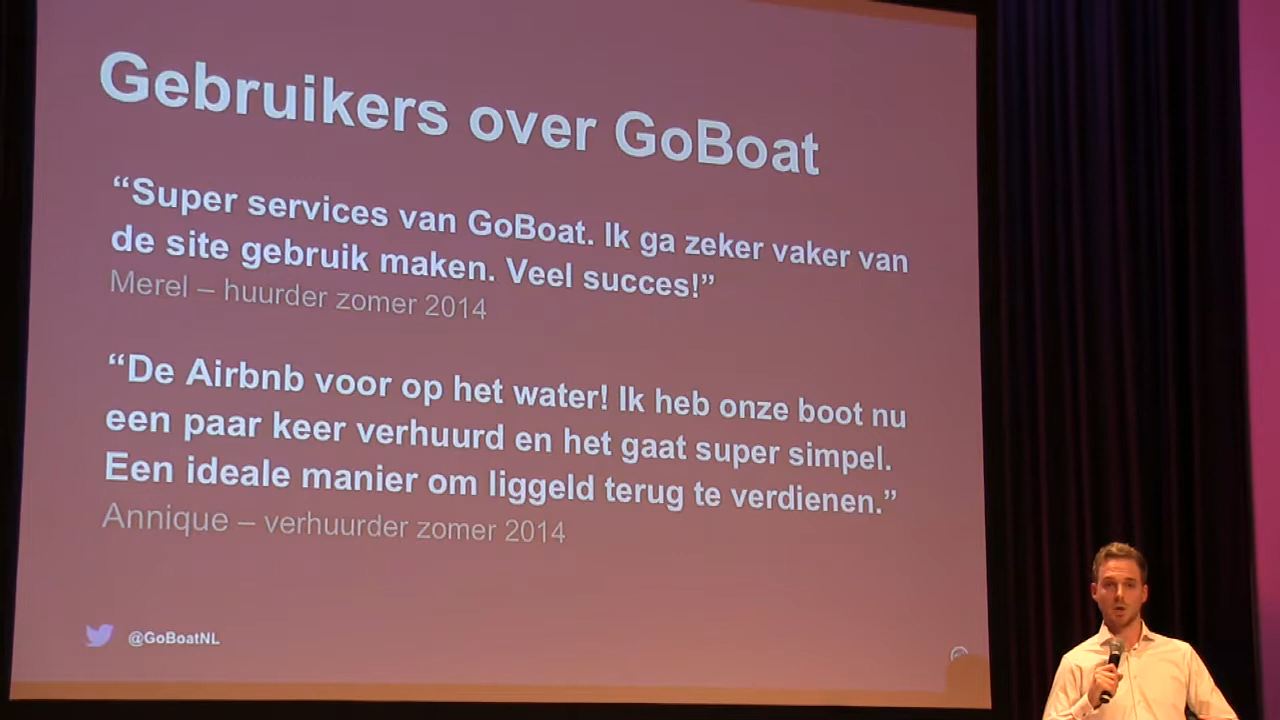 Gebruikers over GoBoat
“Super services van GoBoat. Ik ga zeker vaker van
de site gebruik maken. Veel succes!”
Merel – huurder zomer 2014
“De Airbnb voor op het water! Ik heb onze boot nu
een paar keer verhuurd en het gaat super simpel.
Een ideale manier om liggeld terug te verdienen.”
Annique – verhuurder zomer 2014
@GoBoatNL